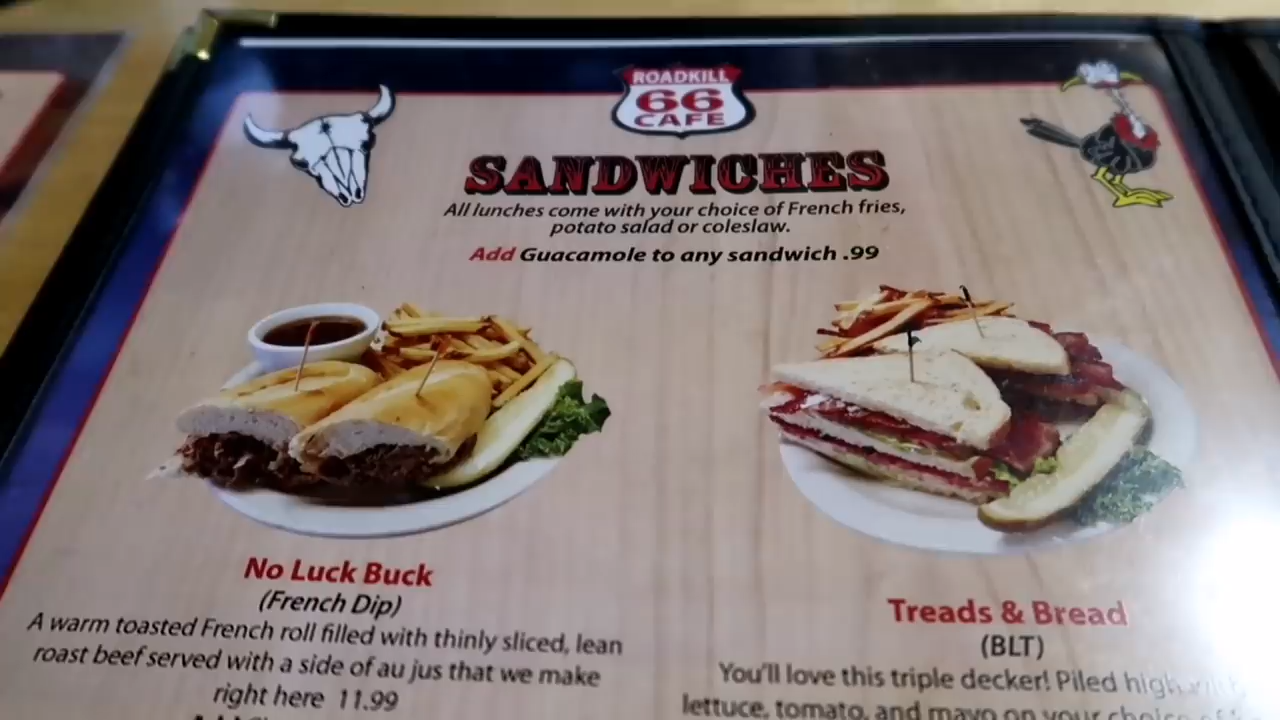 ROADKILL
66
CAFE
SANDWICHES
All lunches come with your choice of French fries,
potato salad or coleslaw.
Add Guacamole to any sandwich .99
No Luck Buck
(French Dip)
A warm toasted French roll filled with thinly sliced, lean
roast beef served with a side of au jus that we make
right here 11.99
Treads & Bread
(BLT)
You'll love this triple decker! Piled high
lettuce, tomato, and mayo on your choice of